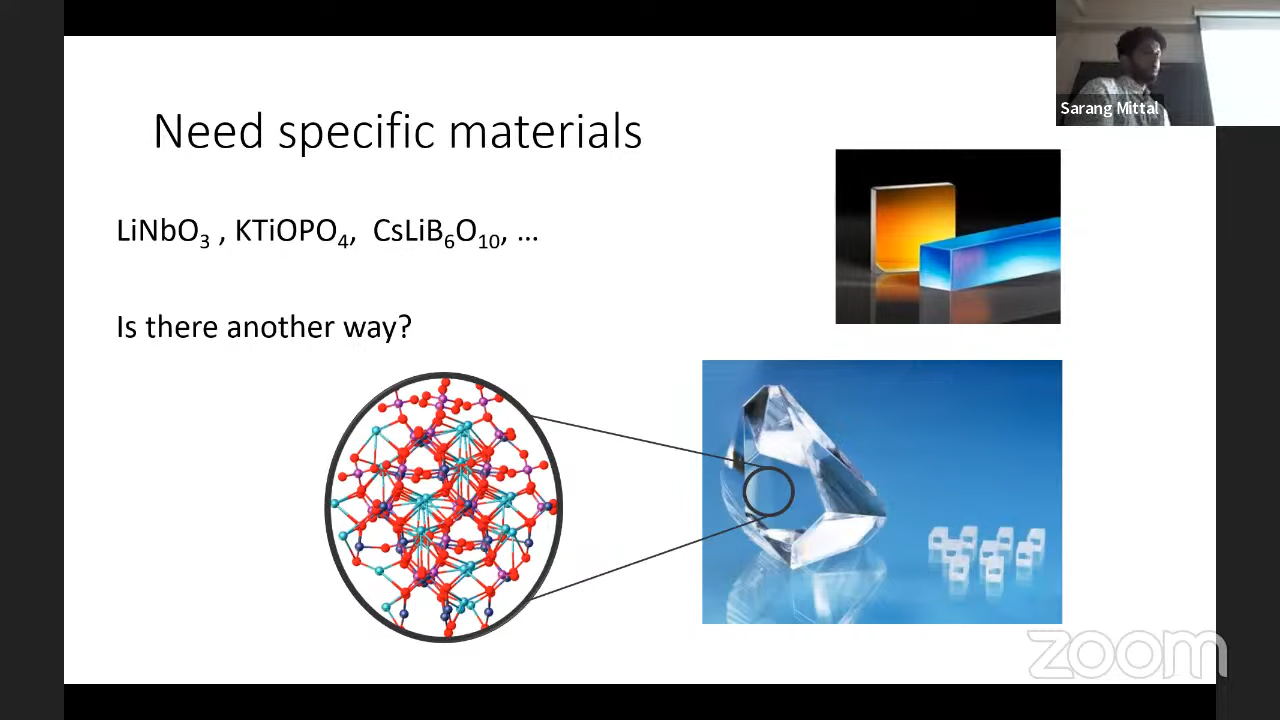 Sarang Mittal
Need specific materials
LiNbO₃ , KTiOPO₄, CsLiB₆O₁₀, ...
Is there another way?
zoom